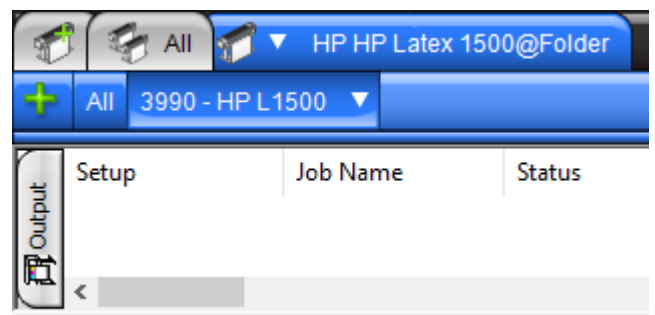 All ▼ HP HP Latex 1500@Folder
All 3990 - HP L1500 ▼
Setup Job Name Status
Output